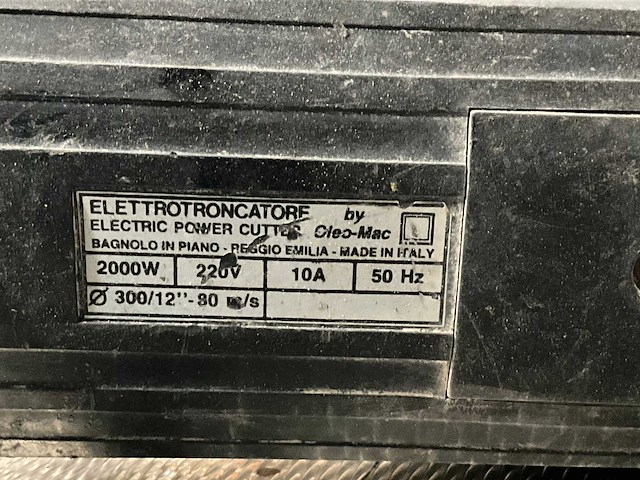 ELETTROTRONCATORE by
ELECTRIC POWER CUTTER Oleo-Mac
BAGNOLO IN PIANO - REGGIO EMILIA - MADE IN ITALY
2000W 220V 10A 50 Hz
Ø 300/12"-80 m/s